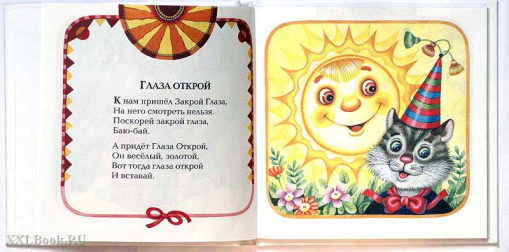 ГЛАЗА ОТКРОЙ
К нам пришёл Закрой Глаза,
На него смотреть нельзя.
Поскорей закрой глаза,
Баю-бай.
А придёт Глаза Открой,
Он весёлый, золотой,
Вот тогда глаза открой
И вставай.
XXLBook.RU